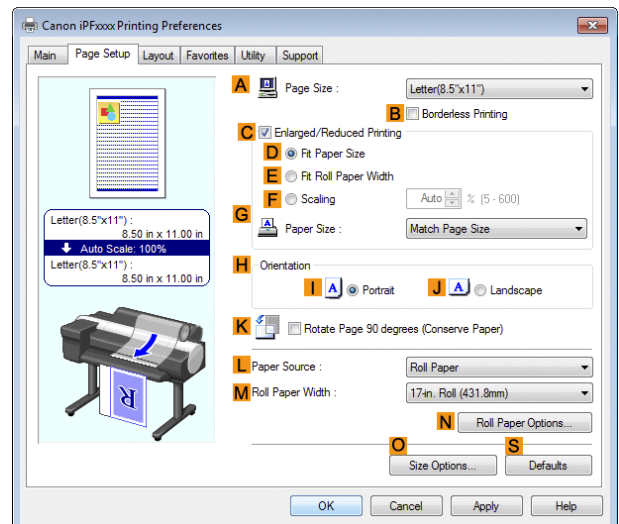 Canon iPFxxxx Printing Preferences
Main Page Setup Layout Favorites Utility Support
A Page Size : Letter(8.5"x11")
B Borderless Printing
C Enlarged/Reduced Printing
D Fit Paper Size
E Fit Roll Paper Width
F Scaling Auto % (5 - 600)
G Paper Size : Match Page Size
Letter(8.5"x11") :
8.50 in x 11.00 in
Auto Scale: 100%
Letter(8.5"x11") :
8.50 in x 11.00 in
H Orientation
I A Portrait J A Landscape
K Rotate Page 90 degrees (Conserve Paper)
L Paper Source : Roll Paper
M Roll Paper Width : 17-in. Roll (431.8mm)
N Roll Paper Options...
O Size Options... S Defaults
R
OK Cancel Apply Help